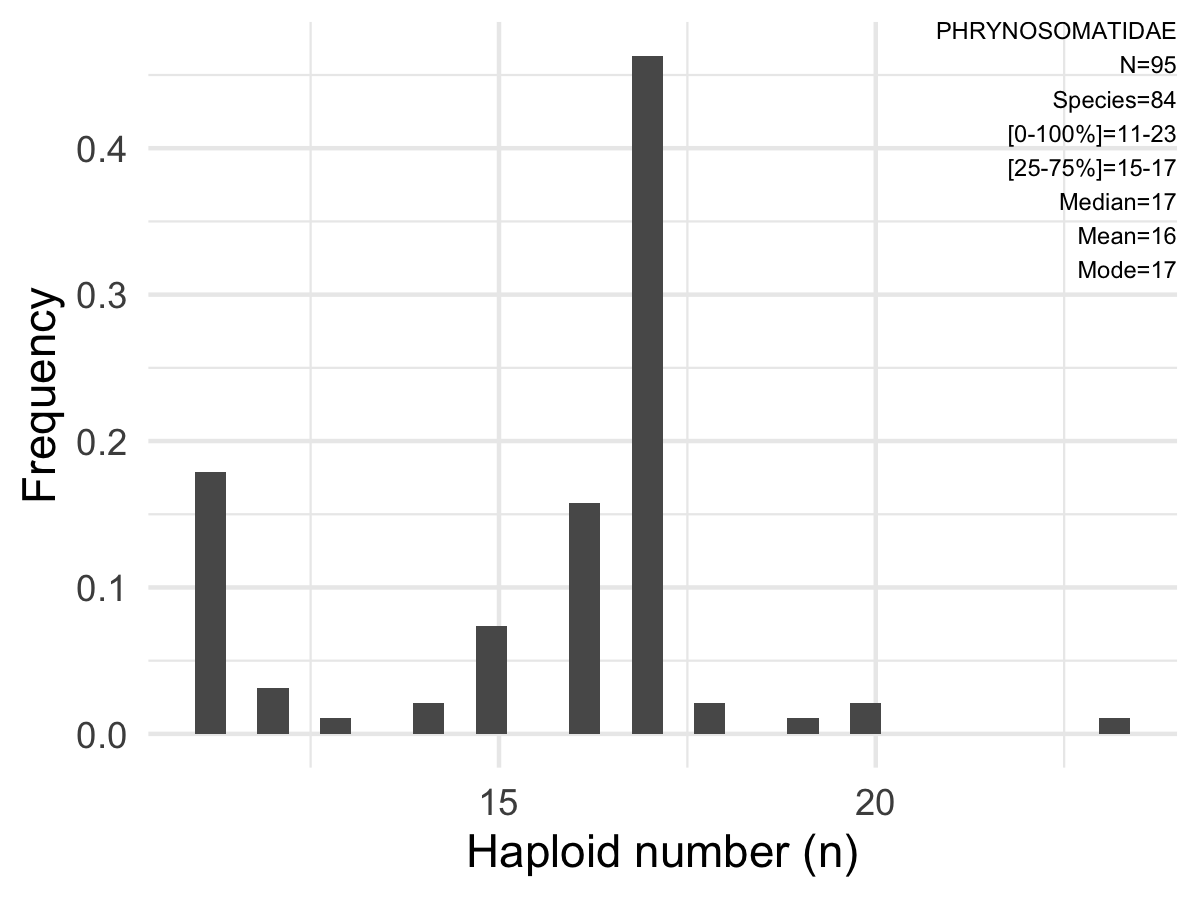 PHRYNOSOMATIDAE
N=95
Species=84
[0-100%]=11-23
[25-75%]=15-17
Median=17
Mean=16
Mode=17
Frequency
0.4
0.3
0.2
0.1
0.0
15 20
Haploid number (n)